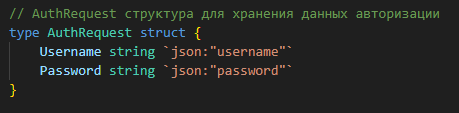 // AuthRequest структура для хранения данных авторизации
type AuthRequest struct {
    Username string `json:"username"`
    Password string `json:"password"`
}